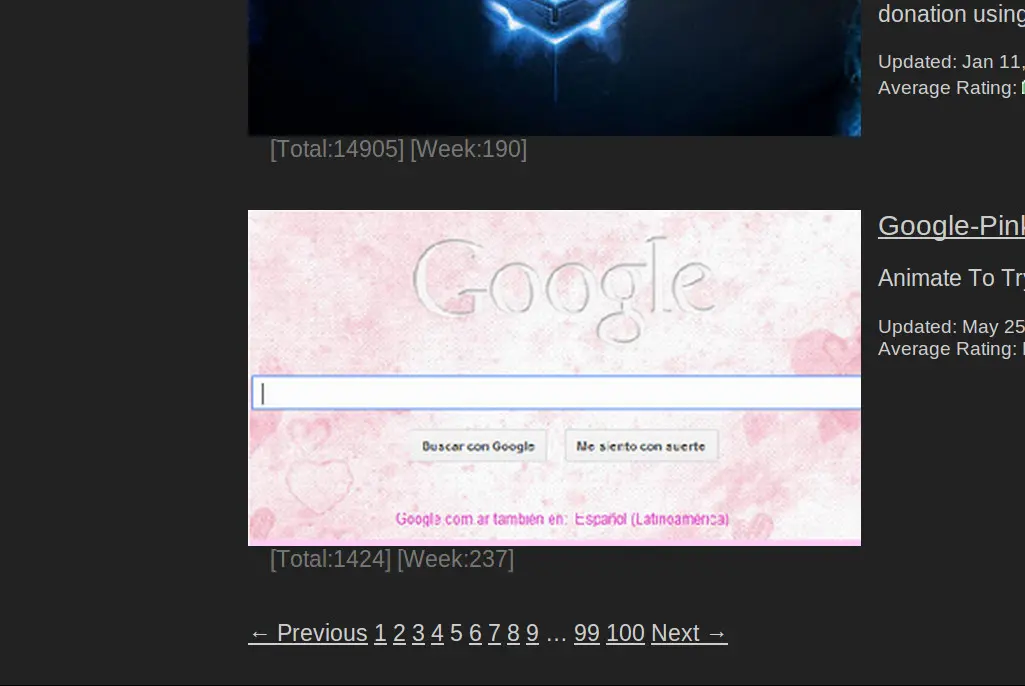 donation using
Updated: Jan 11,
Average Rating:
[Total:14905] [Week:190]
Google
Google-Pink
Animate To Try
Updated: May 25
Average Rating:
Buscar con Google
Me siento con suerte
Google.com.ar también en: Español (Latinoamérica)
[Total:1424] [Week:237]
← Previous 1 2 3 4 5 6 7 8 9 … 99 100 Next →